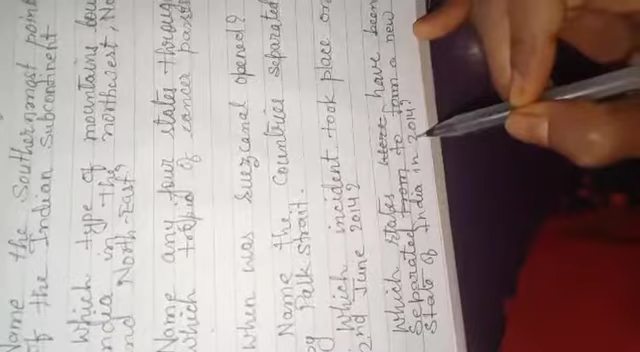 Name the Southernmost point
of the Indian subcontinent
Which type of mountains
India in the northwest,
nd North-East?
Name any four states through
which tropic of cancer passes
When was Suez canal opened?
Name the countries separated
by Palk Strait.
Which incident took place on
2nd June 2014?
Which states have been
separated from to form a new
state of India in 2014?